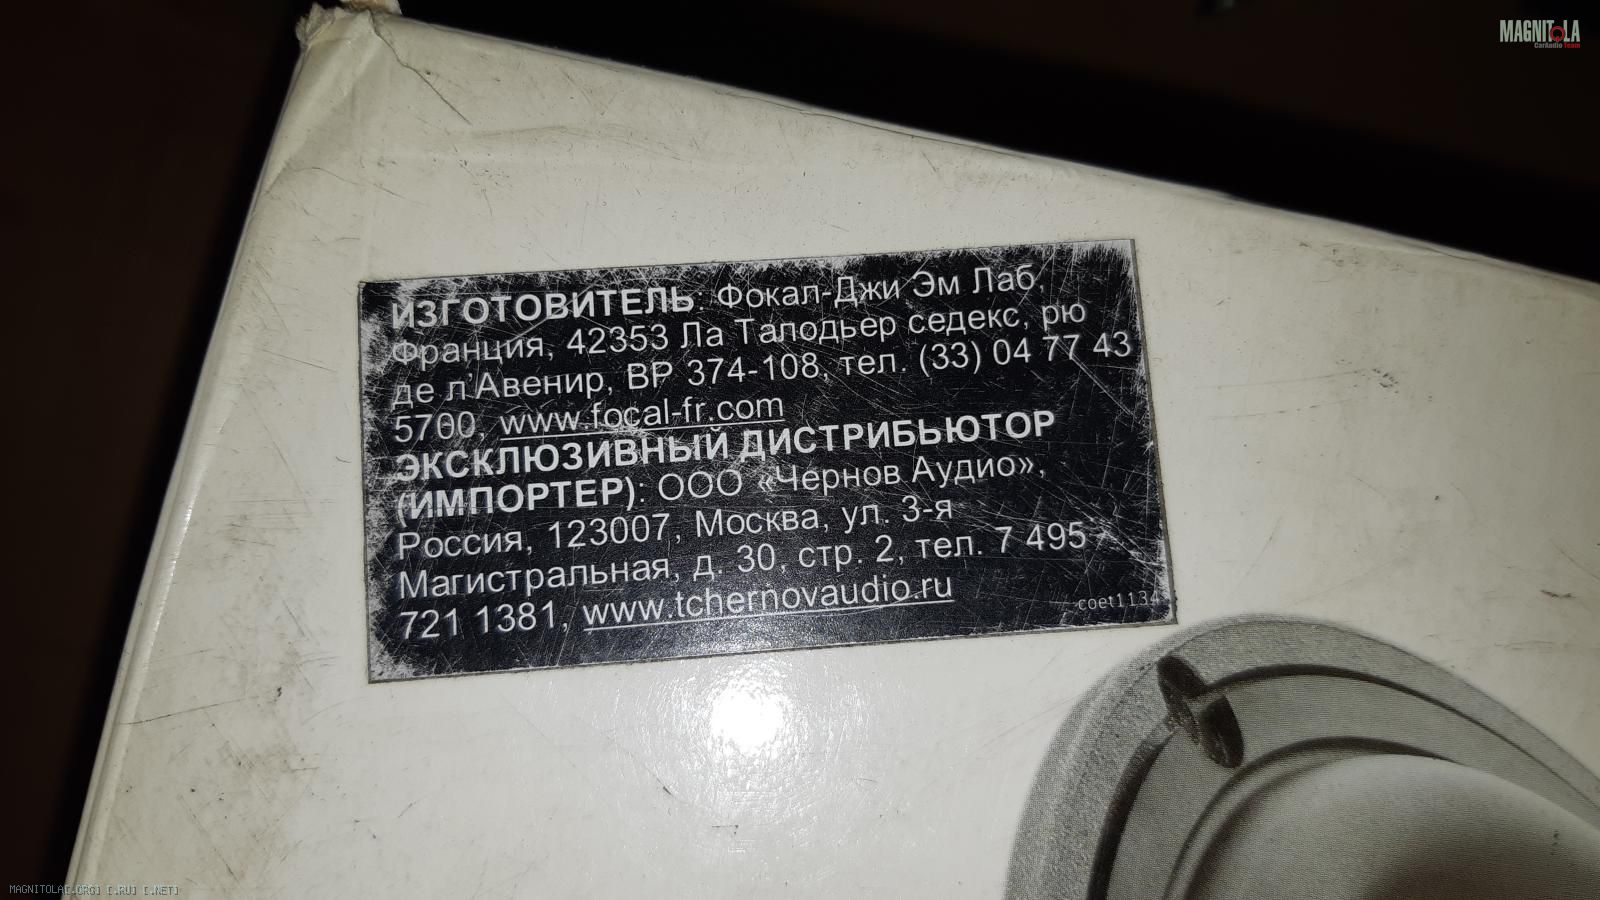 MAGNITOLA
CarAudio Team
ИЗГОТОВИТЕЛЬ: Фокал-Джи Эм Лаб,
Франция, 42353 Ла Талодьер седекс, рю
де л'Авенир, BP 374-108, тел. (33) 04 77 43
5700, www.focal-fr.com
ЭКСКЛЮЗИВНЫЙ ДИСТРИБЬЮТОР
(ИМПОРТЕР): ООО «Чернов Аудио»,
Россия, 123007, Москва, ул. 3-я
Магистральная, д. 30, стр. 2, тел. 7 495
721 1381, www.tchernovaudio.ru
coet1134
MAGNITOLA[.ORG] [.RU] [.NET]